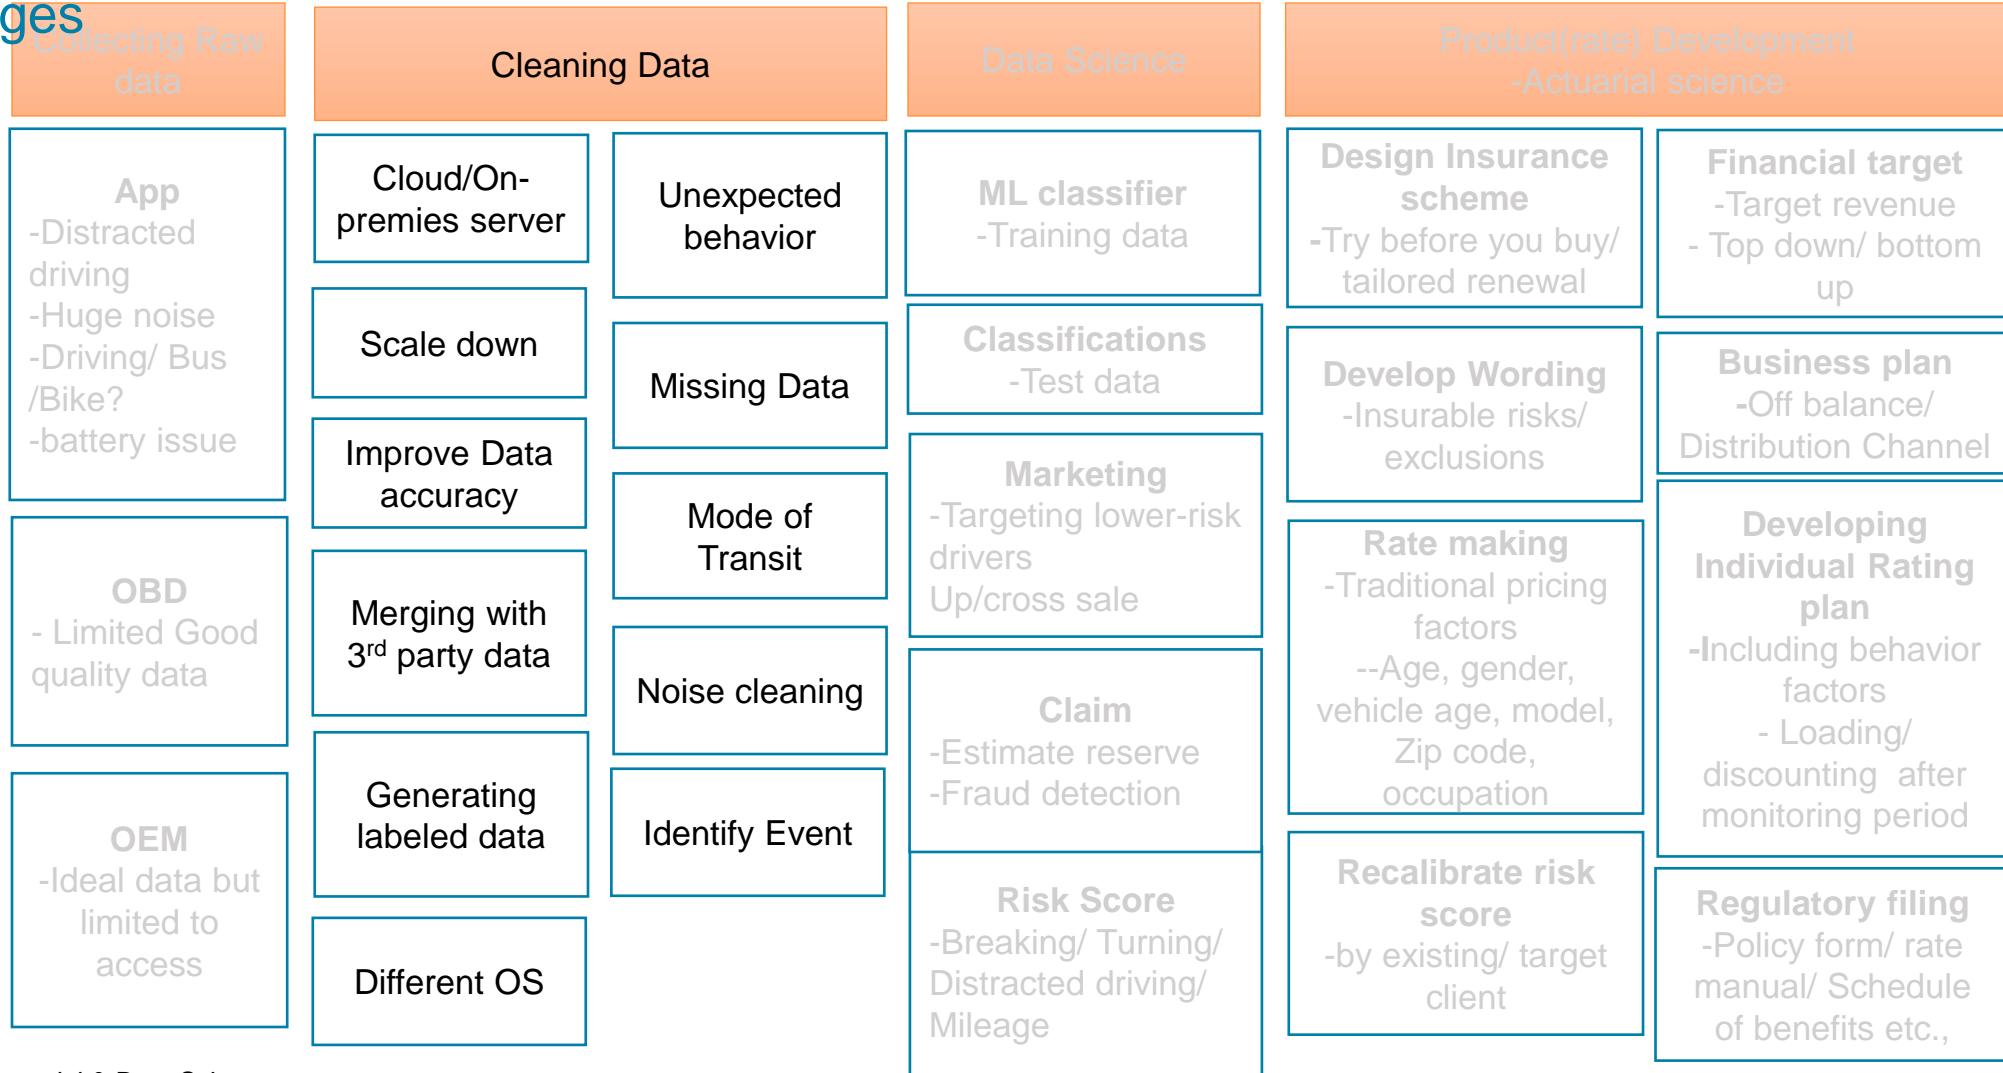 ges
Collecting Raw
data
App
-Distracted
driving
-Huge noise
-Driving/ Bus
/Bike?
-battery issue
OBD
- Limited Good
quality data
OEM
-Ideal data but
limited to
access
Cleaning Data
Cloud/On-
premies server
Scale down
Improve Data
accuracy
Merging with
3rd party data
Generating
labeled data
Different OS
Unexpected
behavior
Missing Data
Mode of
Transit
Noise cleaning
Identify Event
Data Science
ML classifier
-Training data
Classifications
-Test data
Marketing
-Targeting lower-risk
drivers
Up/cross sale
Claim
-Estimate reserve
-Fraud detection
Risk Score
-Breaking/ Turning/
Distracted driving/
Mileage
Product(rate) Development
-Actuarial science
Design Insurance
scheme
-Try before you buy/
tailored renewal
Develop Wording
-Insurable risks/
exclusions
Rate making
-Traditional pricing
factors
--Age, gender,
vehicle age, model,
Zip code,
occupation
Recalibrate risk
score
-by existing/ target
client
Financial target
-Target revenue
- Top down/ bottom
up
Business plan
-Off balance/
Distribution Channel
Developing
Individual Rating
plan
-Including behavior
factors
- Loading/
discounting after
monitoring period
Regulatory filing
-Policy form/ rate
manual/ Schedule
of benefits etc.,